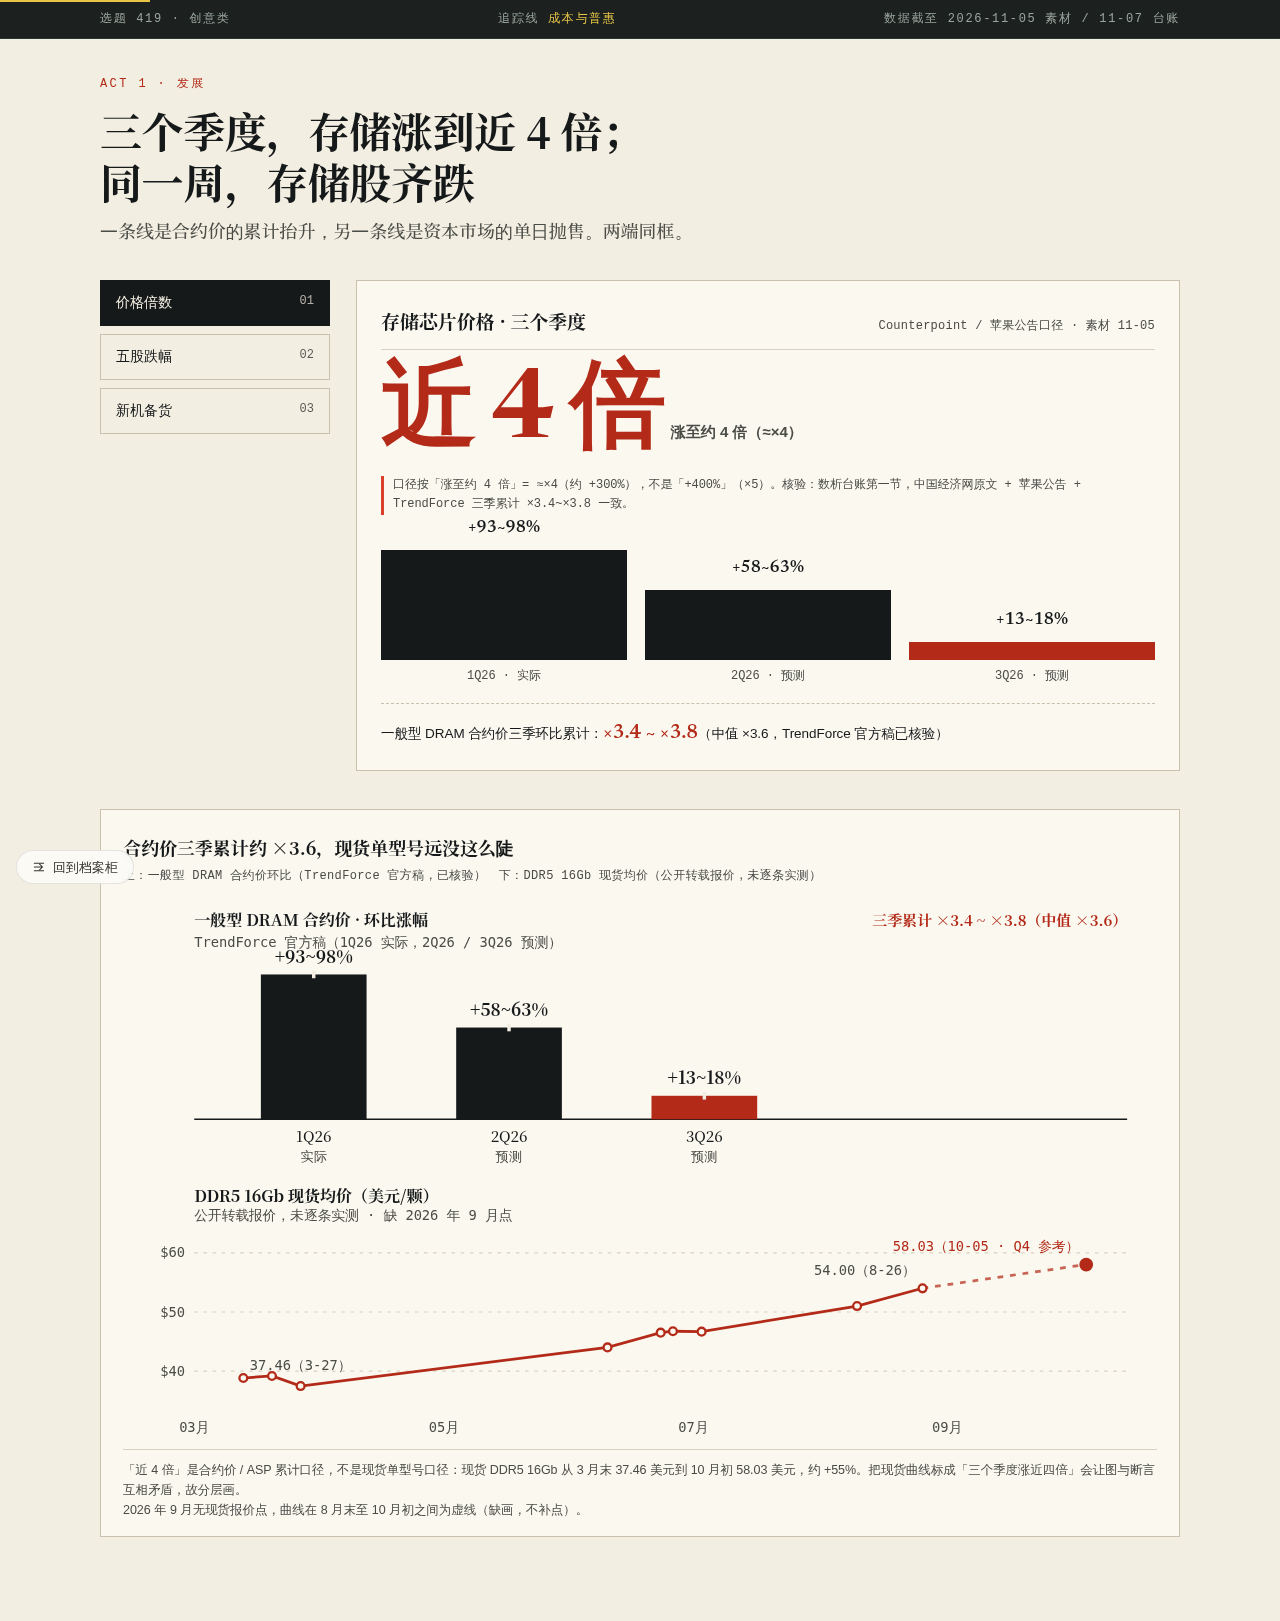 选题 419 · 创意类
追踪线 成本与普惠
数据截至 2026-11-05 素材 / 11-07 台账
ACT 1 · 发展
三个季度，存储涨到近 4 倍；
同一周，存储股齐跌
一条线是合约价的累计抬升，另一条线是资本市场的单日抛售。两端同框。
价格倍数 01
五股跌幅 02
新机备货 03
存储芯片价格 · 三个季度
Counterpoint / 苹果公告口径 · 素材 11-05
近 4 倍 涨至约 4 倍（≈×4）
口径按「涨至约 4 倍」= ≈×4（约 +300%），不是「+400%」（×5）。核验：数析台账第一节，中国经济网原文 + 苹果公告 +
TrendForce 三季累计 ×3.4~×3.8 一致。
+93~98%
+58~63%
+13~18%
1Q26 · 实际
2Q26 · 预测
3Q26 · 预测
一般型 DRAM 合约价三季环比累计：×3.4 ~ ×3.8（中值 ×3.6，TrendForce 官方稿已核验）
合约价三季累计约 ×3.6，现货单型号远没这么陡
回到档案柜
：一般型 DRAM 合约价环比（TrendForce 官方稿，已核验） 下：DDR5 16Gb 现货均价（公开转载报价，未逐条实测）
一般型 DRAM 合约价 · 环比涨幅
三季累计 ×3.4 ~ ×3.8（中值 ×3.6）
TrendForce 官方稿（1Q26 实际，2Q26 / 3Q26 预测）
+93~98%
+58~63%
+13~18%
1Q26
实际
2Q26
预测
3Q26
预测
DDR5 16Gb 现货均价（美元/颗）
公开转载报价，未逐条实测 · 缺 2026 年 9 月点
58.03（10-05 · Q4 参考）
$60
54.00（8-26）
$50
37.46（3-27）
$40
03月
05月
07月
09月
「近 4 倍」是合约价 / ASP 累计口径，不是现货单型号口径：现货 DDR5 16Gb 从 3 月末 37.46 美元到 10 月初 58.03 美元，约 +55%。把现货曲线标成「三个季度涨近四倍」会让图与断言
互相矛盾，故分层画。
2026 年 9 月无现货报价点，曲线在 8 月末至 10 月初之间为虚线（缺画，不补点）。